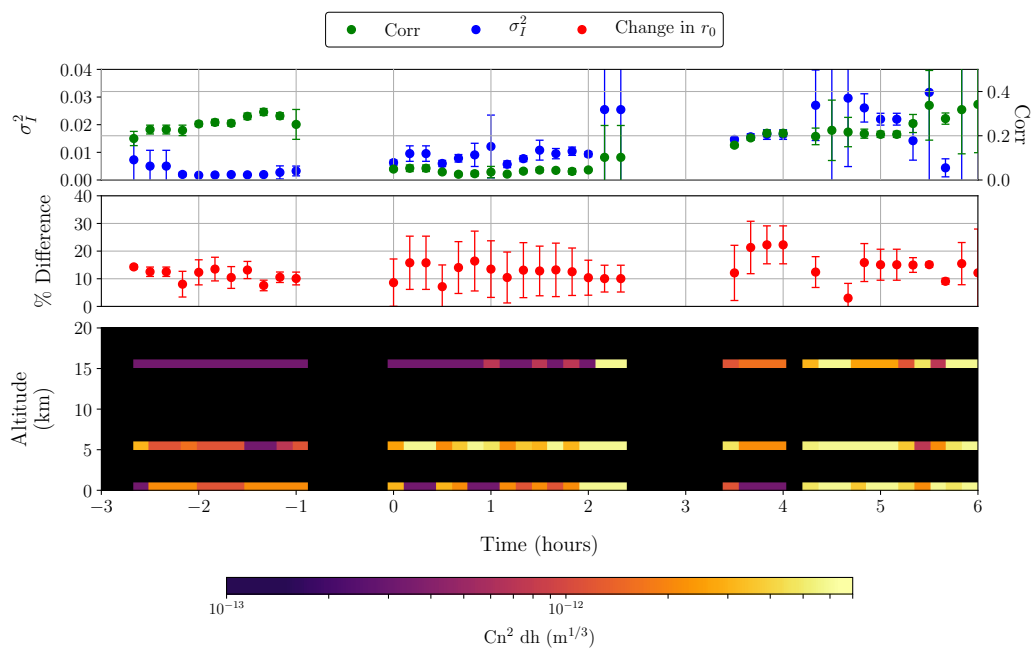 Corr σ_I^2 Change in r_0
0.04
0.03
0.02
0.01
0.00
σ_I^2
0.4
0.2
0.0
Corr
40
30
20
10
0
% Difference
20
15
10
5
0
Altitude
(km)
−3 −2 −1 0 1 2 3 4 5 6
Time (hours)
10^{-13} 10^{-12}
Cn^2 dh (m^{1/3})